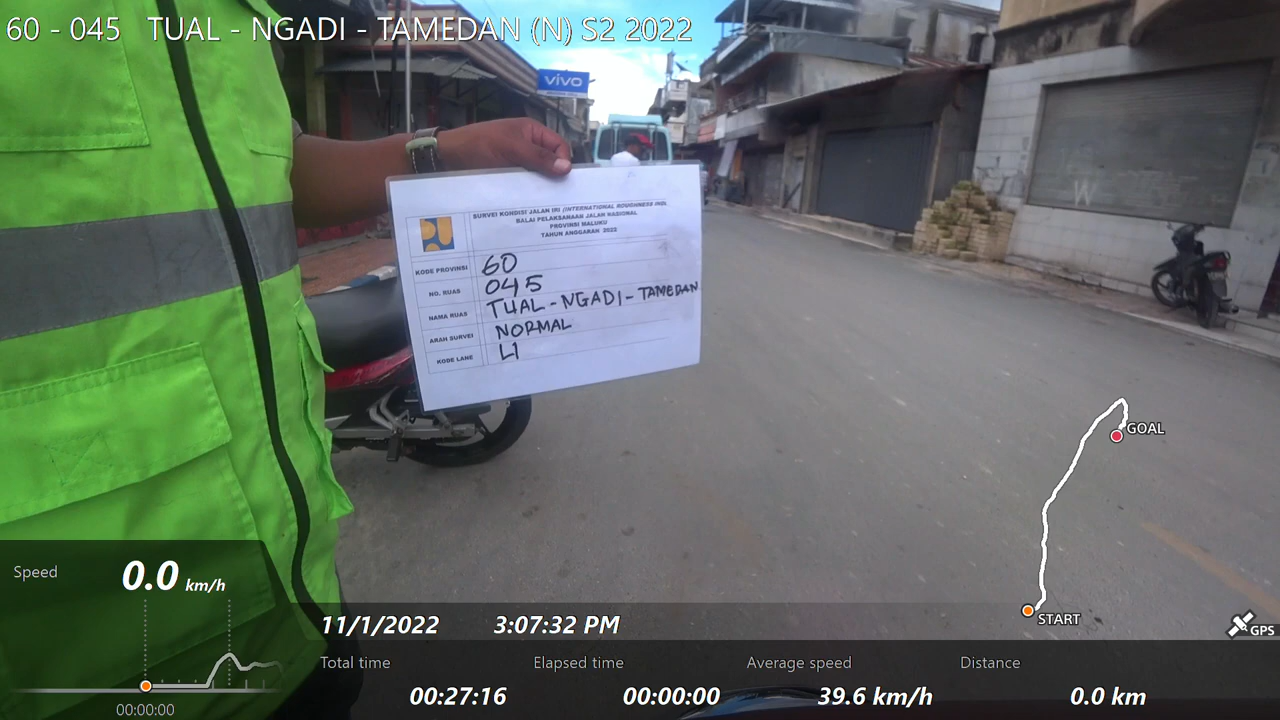 60 - 045 TUAL - NGADI - TAMEDAN (N) S2 2022
vivo
SURVEI KONDISI JALAN IRI (INTERNATIONAL ROUGHNESS IND
BALAI PELAKSANAAN JALAN NASIONAL
PROVINSI MALUKU
TAHUN ANGGARAN 2022
KODE PROVINSI 60
NO. RUAS 045
NAMA RUAS TUAL - NGADI - TAMEDAN
ARAH SURVEI NORMAL
KODE LANE L1
W
GOAL
START
GPS
Speed 0.0 km/h
00:00:00
11/1/2022 3:07:32 PM
Total time Elapsed time Average speed Distance
00:27:16 00:00:00 39.6 km/h 0.0 km